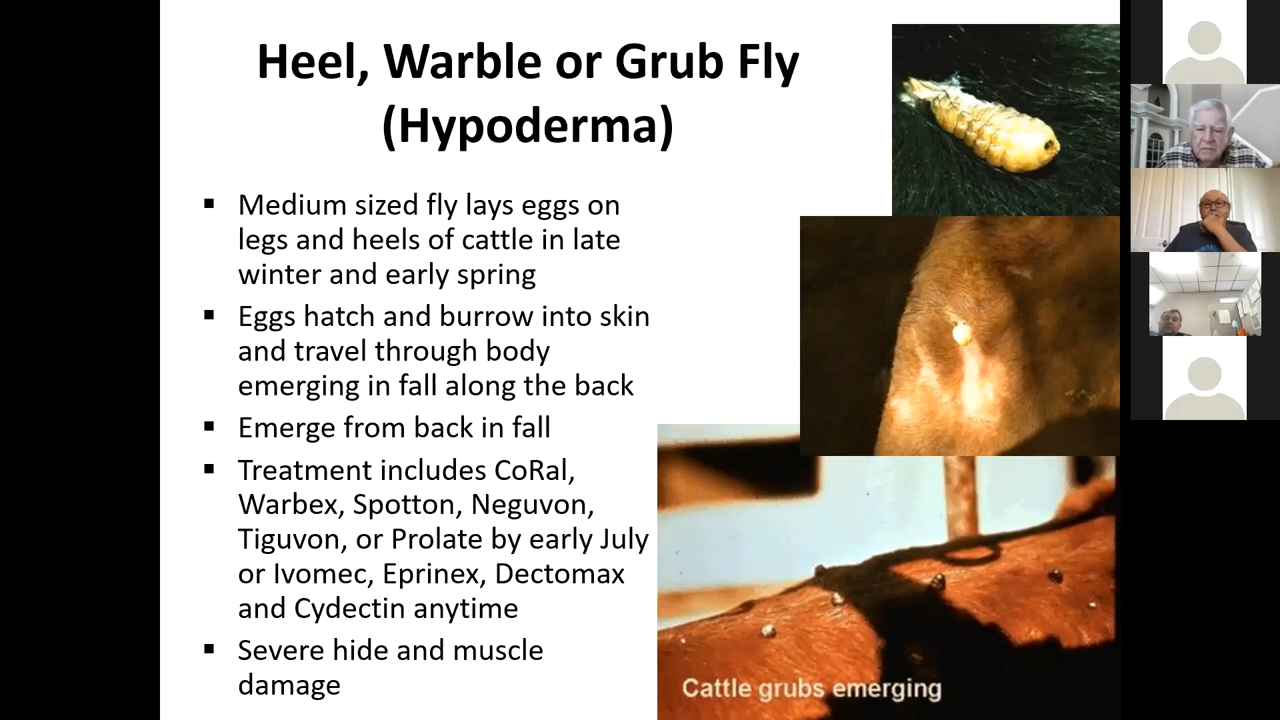 Heel, Warble or Grub Fly
(Hypoderma)
▪ Medium sized fly lays eggs on
legs and heels of cattle in late
winter and early spring
▪ Eggs hatch and burrow into skin
and travel through body
emerging in fall along the back
▪ Emerge from back in fall
▪ Treatment includes CoRal,
Warbex, Spotton, Neguvon,
Tiguvon, or Prolate by early July
or Ivomec, Eprinex, Dectomax
and Cydectin anytime
▪ Severe hide and muscle
damage
Cattle grubs emerging